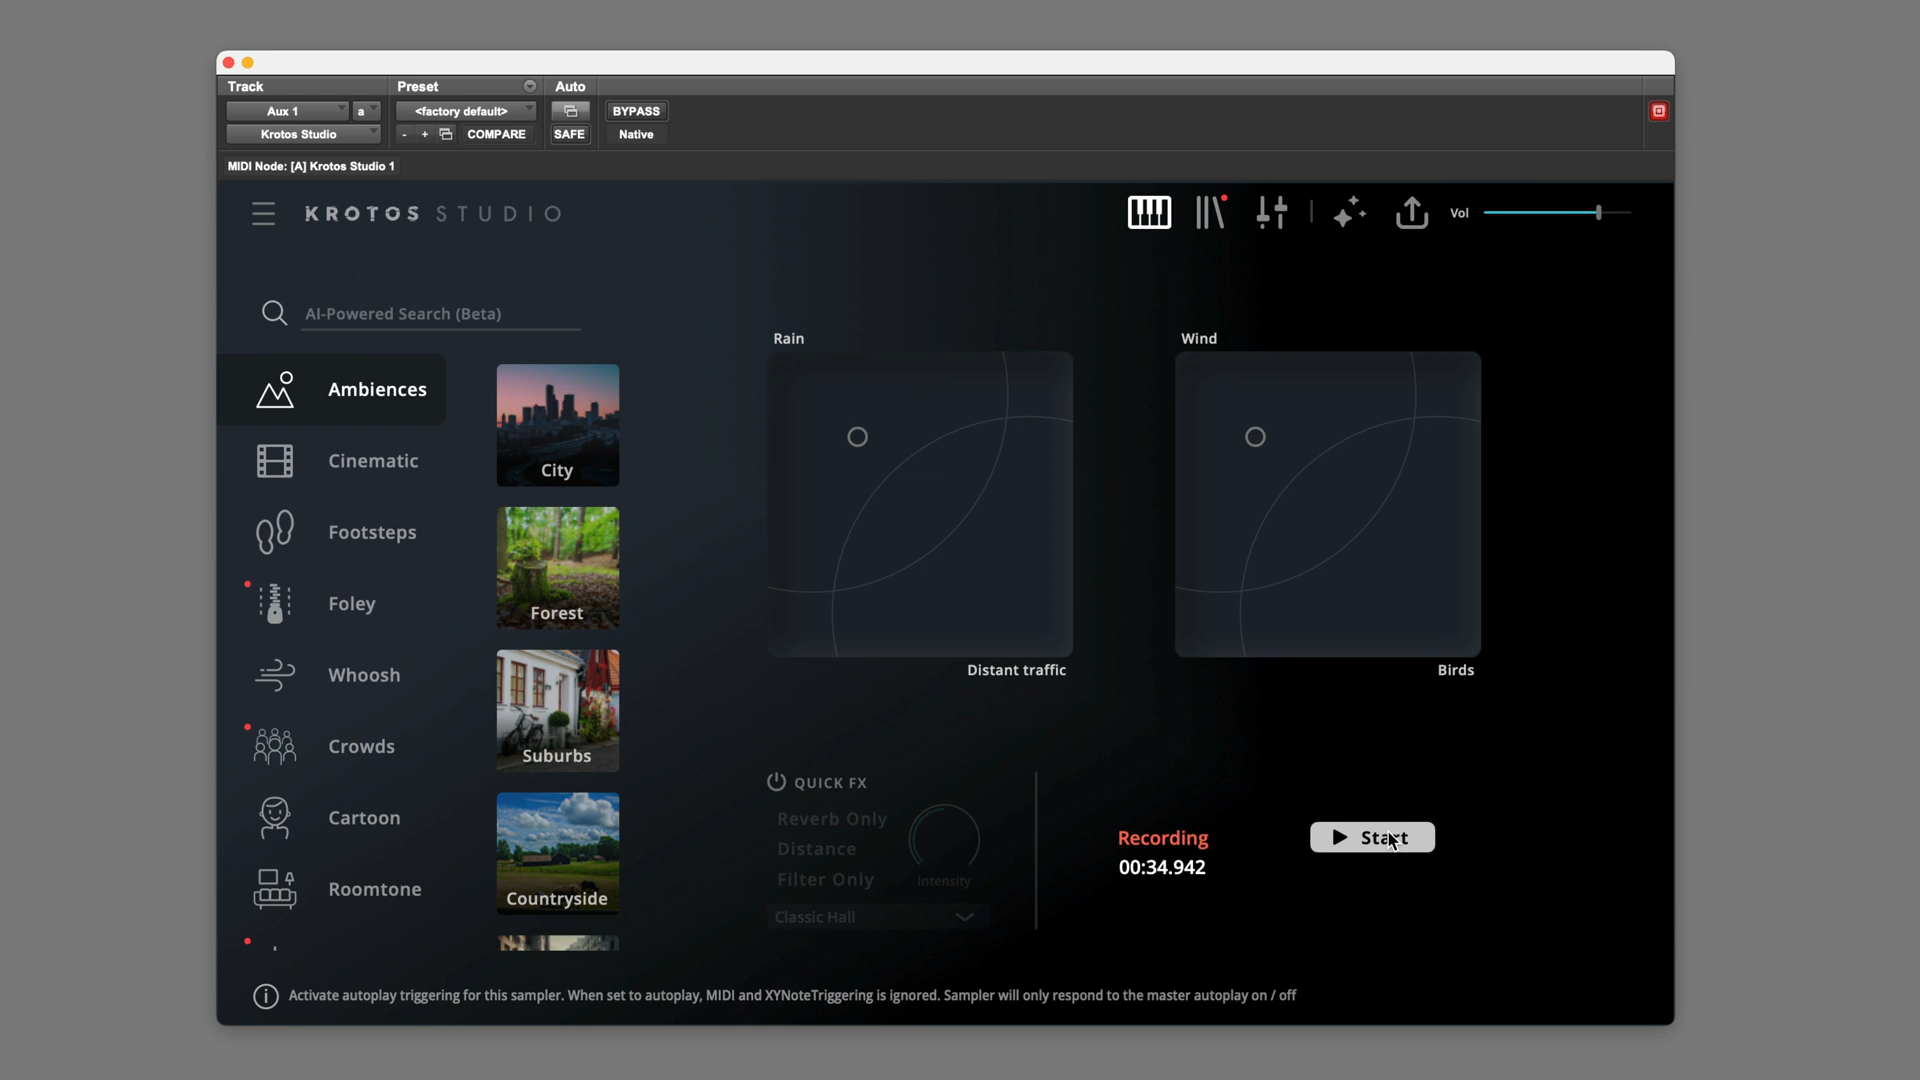 Track
Preset
Auto
Aux 1
a
<factory default>
BYPASS
Krotos Studio
- +
COMPARE
SAFE
Native
MIDI Node: [A] Krotos Studio 1
KROTOS STUDIO
Vol
AI-Powered Search (Beta)
Ambiences
Cinematic
Footsteps
Foley
Whoosh
Crowds
Cartoon
Roomtone
City
Forest
Suburbs
Countryside
Rain
Distant traffic
Wind
Birds
QUICK FX
Reverb Only
Distance
Filter Only
Intensity
Classic Hall
Recording
00:34.942
Start
Activate autoplay triggering for this sampler. When set to autoplay, MIDI and XYNoteTriggering is ignored. Sampler will only respond to the master autoplay on / off